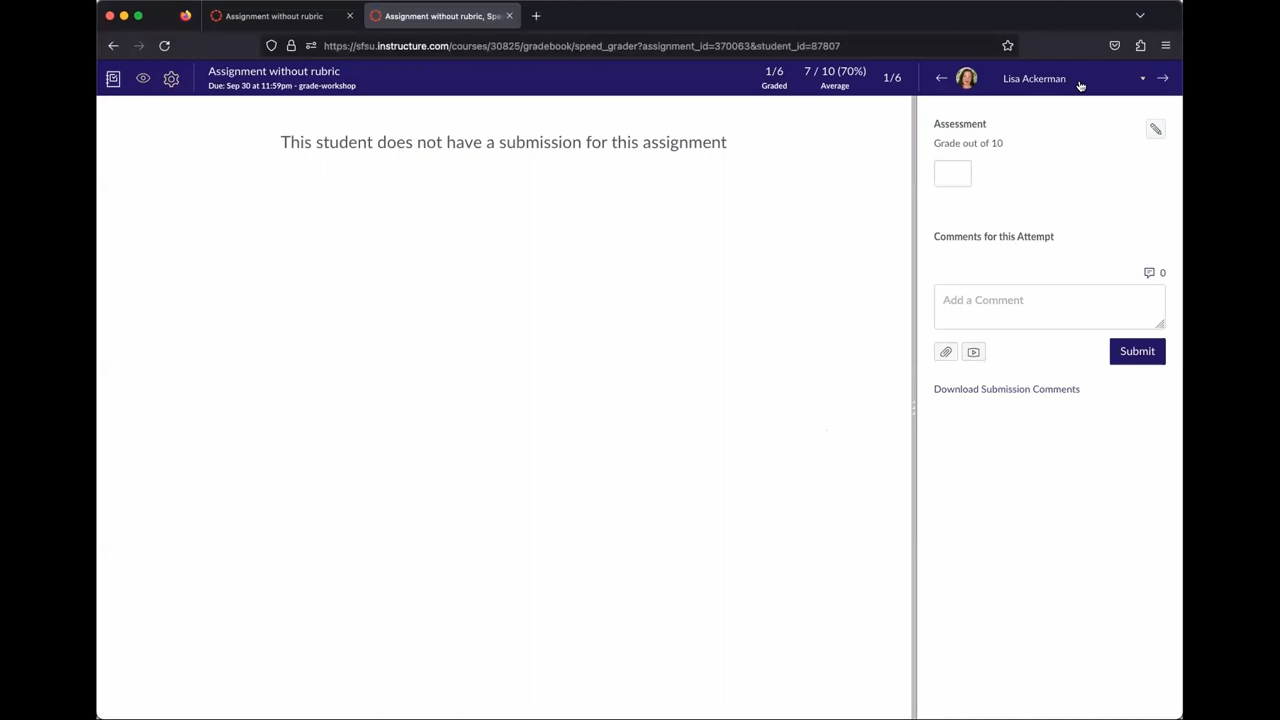 Assignment without rubric
Assignment without rubric, Spe
https://sfsu.instructure.com/courses/30825/gradebook/speed_grader?assignment_id=370063&student_id=87807
Assignment without rubric
Due: Sep 30 at 11:59pm - grade-workshop
1/6
Graded
7 / 10 (70%)
Average
1/6
Lisa Ackerman
This student does not have a submission for this assignment
Assessment
Grade out of 10
Comments for this Attempt
0
Add a Comment
Submit
Download Submission Comments